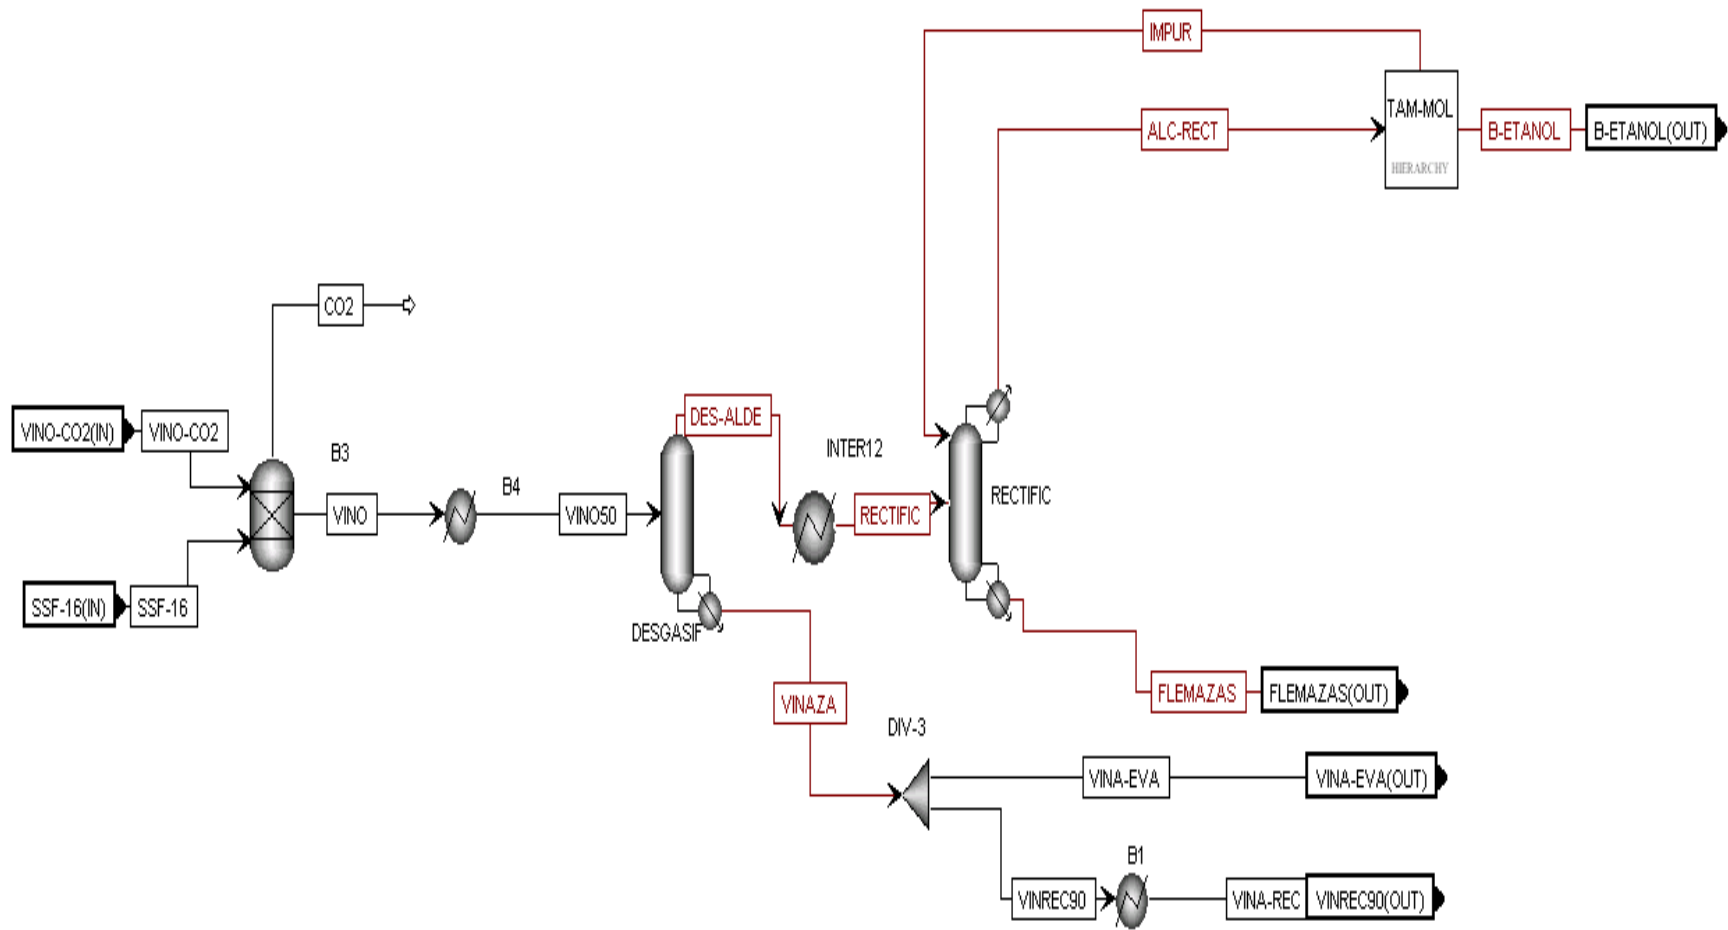 IMPUR
TAM-MOL
HIERARCHY
ALC-RECT
B-ETANOL
B-ETANOL(OUT)
CO2
VINO-CO2(IN)
VINO-CO2
B3
VINO
SSF-16(IN)
SSF-16
B4
VINO50
DES-ALDE
DESGASIF
INTER12
RECTIFIC
RECTIFIC
FLEMAZAS
FLEMAZAS(OUT)
VINAZA
DIV-3
VINA-EVA
VINA-EVA(OUT)
VINREC90
B1
VINA-REC
VINREC90(OUT)